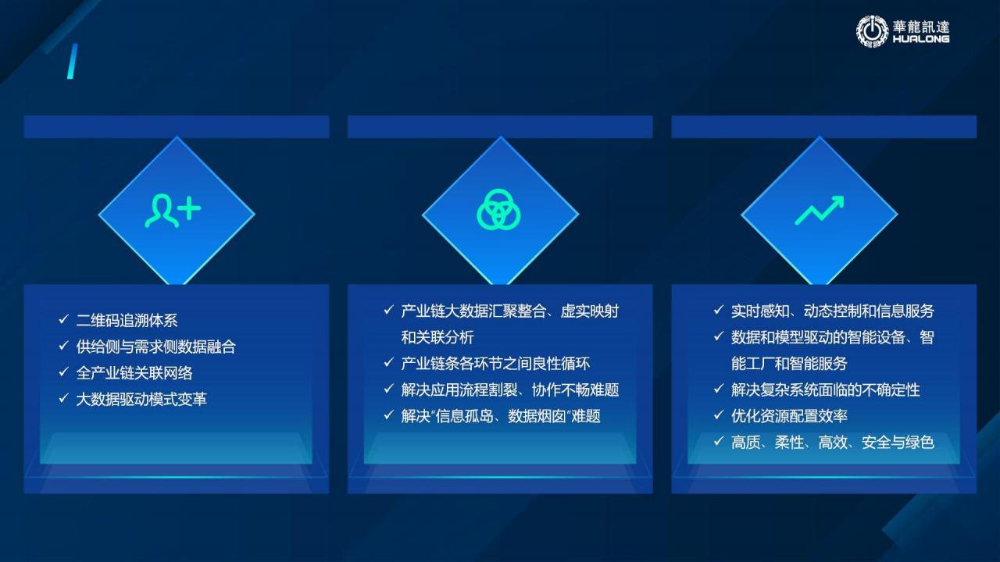 華龍訊達
HUALONG
✓ 二维码追溯体系
✓ 供给侧与需求侧数据融合
✓ 全产业链关联网络
✓ 大数据驱动模式变革
✓ 产业链大数据汇聚整合、虚实映射
和关联分析
✓ 产业链条各环节之间良性循环
✓ 解决应用流程割裂、协作不畅难题
✓ 解决“信息孤岛、数据烟囱”难题
✓ 实时感知、动态控制和信息服务
✓ 数据和模型驱动的智能设备、智
能工厂和智能服务
✓ 解决复杂系统面临的不确定性
✓ 优化资源配置效率
✓ 高质、柔性、高效、安全与绿色